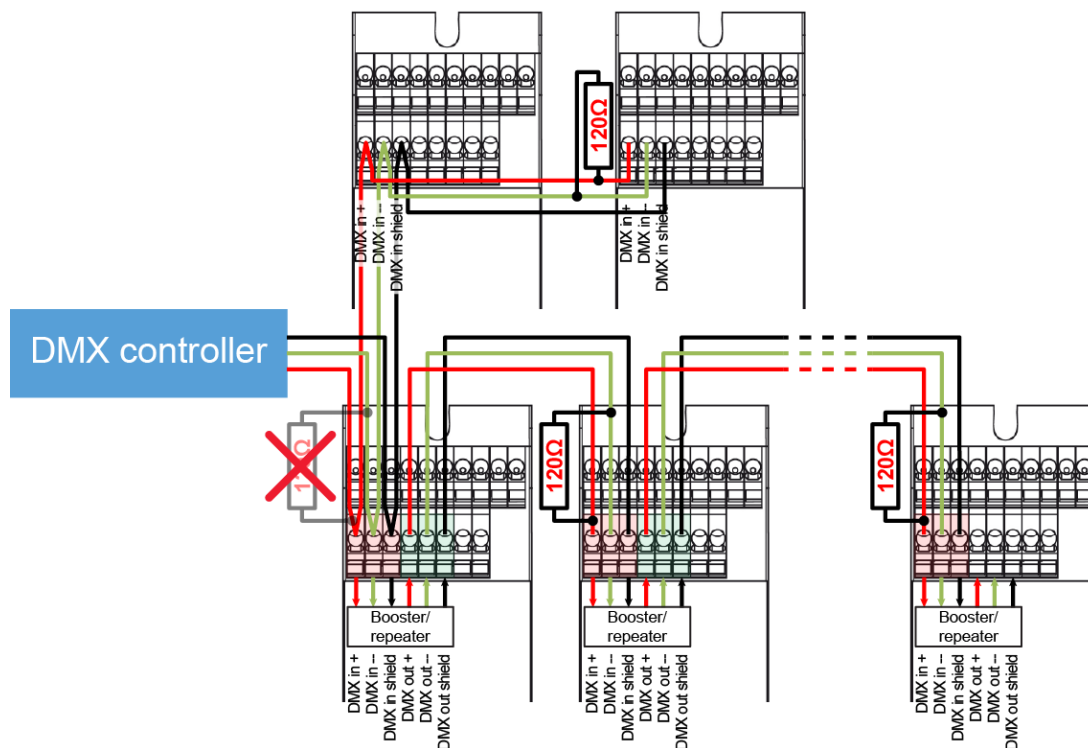 120Ω
DMX in +
DMX in –
DMX in shield
DMX in +
DMX in –
DMX in shield
DMX controller
120Ω
120Ω
120Ω
Booster/
repeater
Booster/
repeater
Booster/
repeater
DMX in +
DMX in –
DMX in shield
DMX out +
DMX out –
DMX out shield
DMX in +
DMX in –
DMX in shield
DMX out +
DMX out –
DMX out shield
DMX in +
DMX in –
DMX in shield
DMX out +
DMX out –
DMX out shield